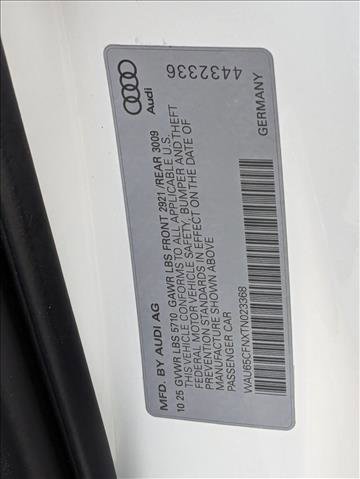 Audi
4432336
MFD. BY AUDI AG
10.25 GVWR LBS 5710 GAWR LBS FRONT 2921 / REAR 3009
THIS VEHICLE CONFORMS TO ALL APPLICABLE U.S.
FEDERAL MOTOR VEHICLE SAFETY, BUMPER AND THEFT
PREVENTION STANDARDS IN EFFECT ON THE DATE OF
MANUFACTURE SHOWN ABOVE
PASSENGER CAR
WAU65CFNXTN023368
GERMANY